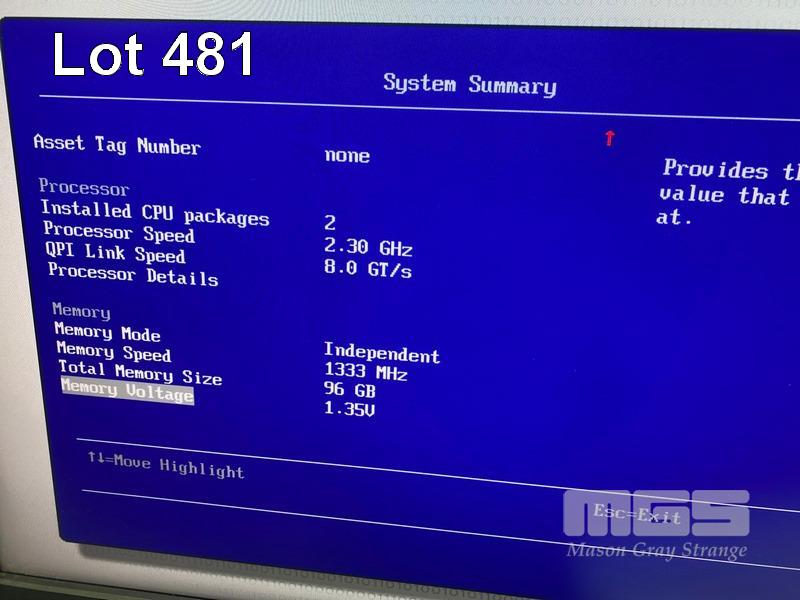 Lot 481
System Summary
Asset Tag Number none
Processor
Installed CPU packages 2
Processor Speed 2.30 GHz
QPI Link Speed 8.0 GT/s
Processor Details
Memory
Memory Mode Independent
Memory Speed 1333 MHz
Total Memory Size 96 GB
Memory Voltage 1.35V
↑
Provides th
value that
at.
↑↓=Move Highlight
Esc=Exit
MGS
Mason Gray Strange